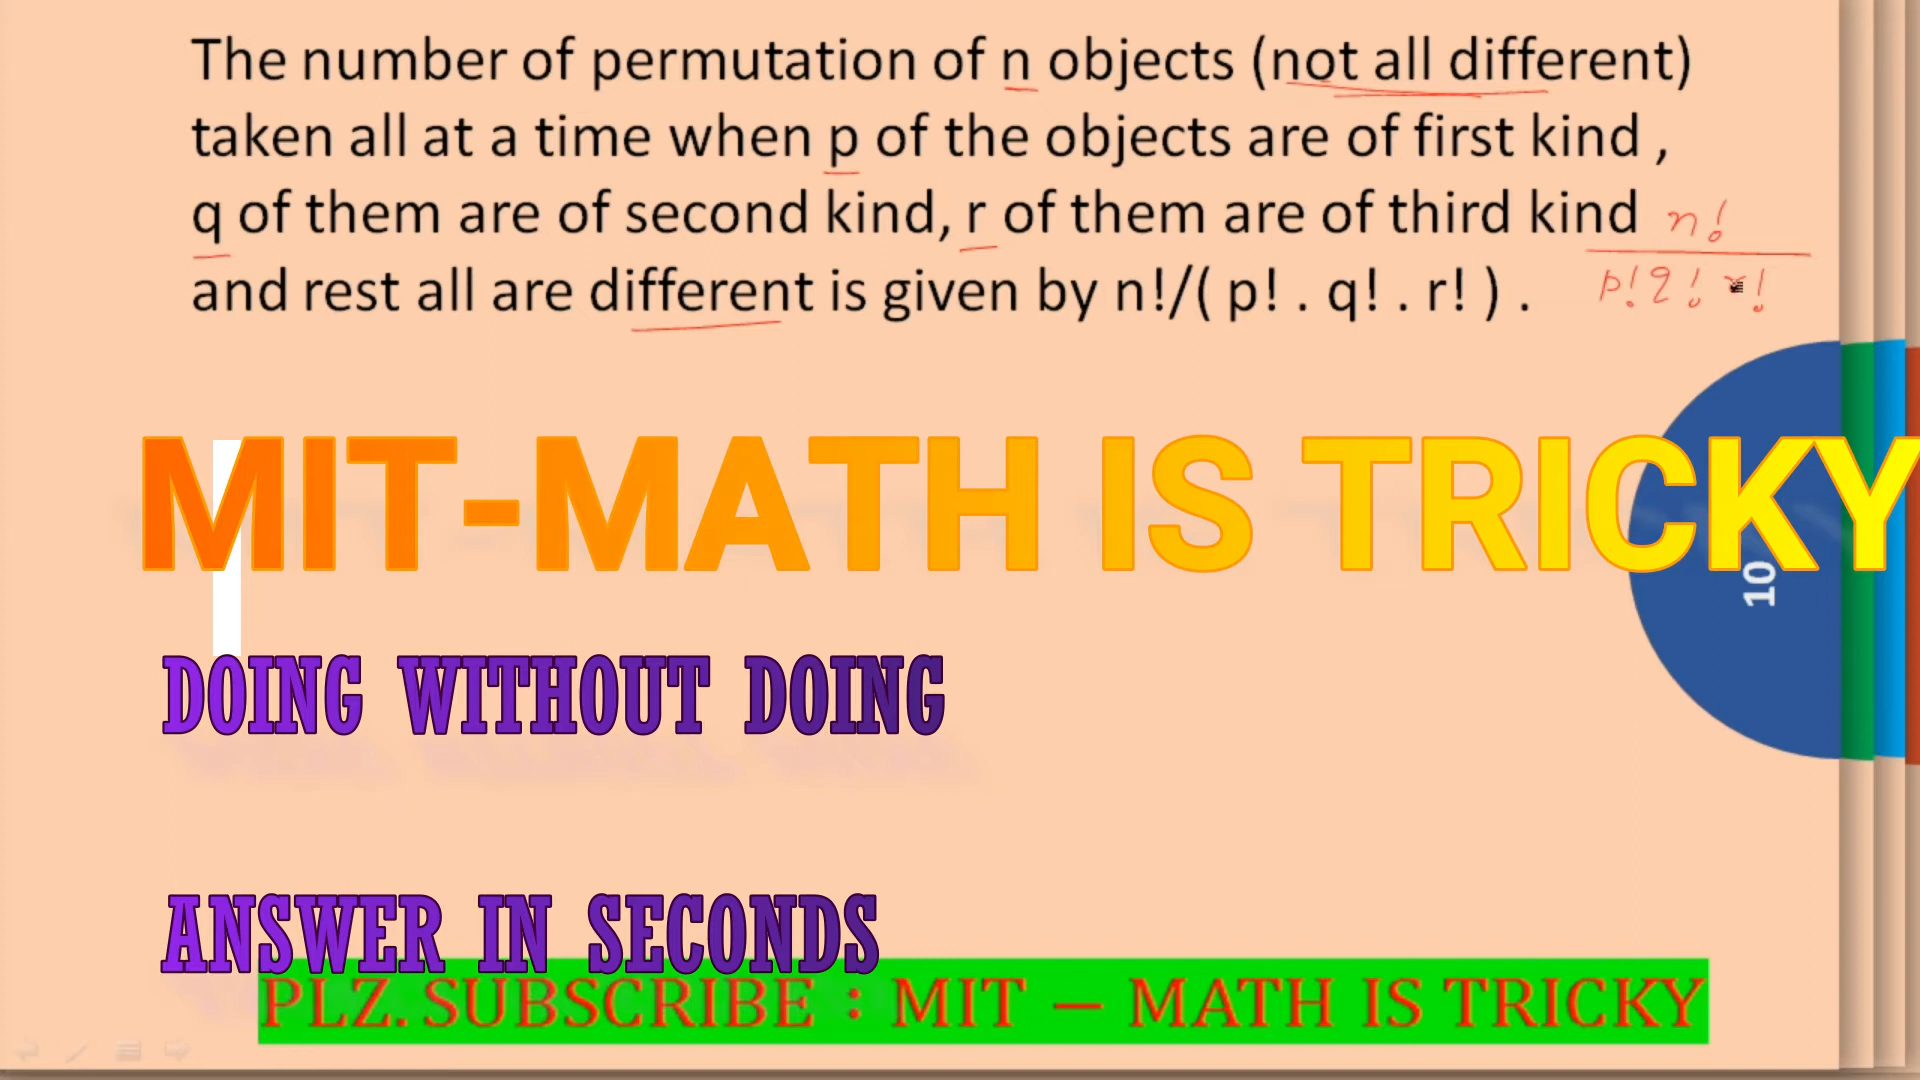 The number of permutation of n objects (not all different)
taken all at a time when p of the objects are of first kind ,
q of them are of second kind, r of them are of third kind
and rest all are different is given by n!/( p! . q! . r! ) .
n!
p! q! r!
MIT-MATH IS TRICKY
10
DOING WITHOUT DOING
ANSWER IN SECONDS
PLZ. SUBSCRIBE : MIT – MATH IS TRICKY